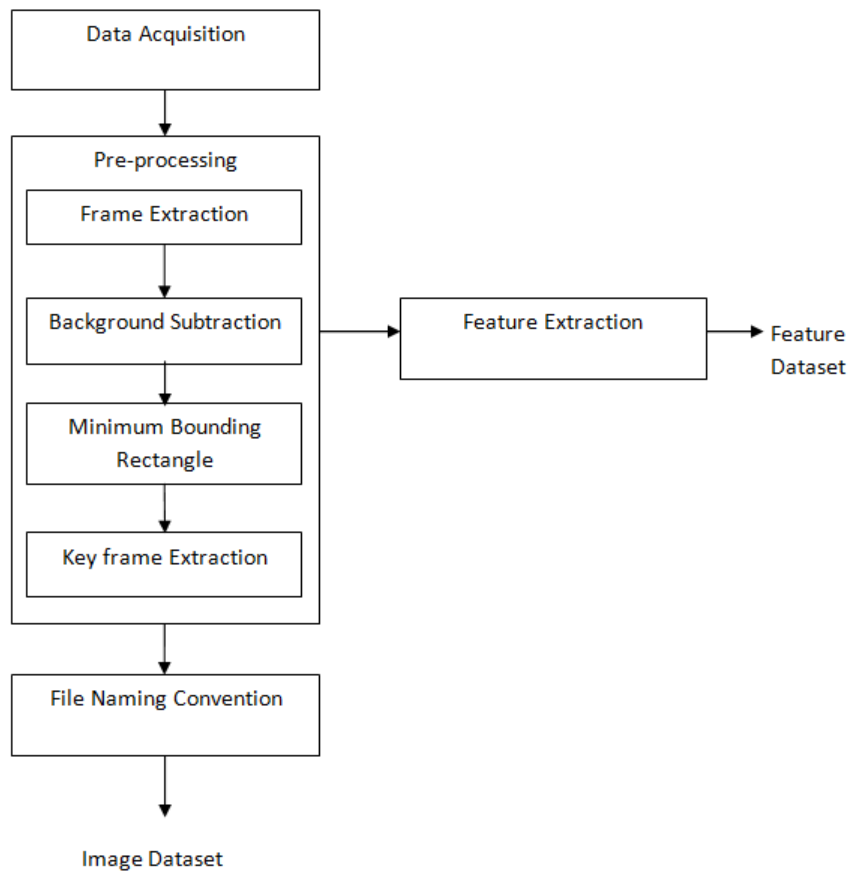 Data Acquisition
Pre-processing
Frame Extraction
Background Subtraction
Minimum Bounding
Rectangle
Key frame Extraction
File Naming Convention
Image Dataset
Feature Extraction
Feature
Dataset